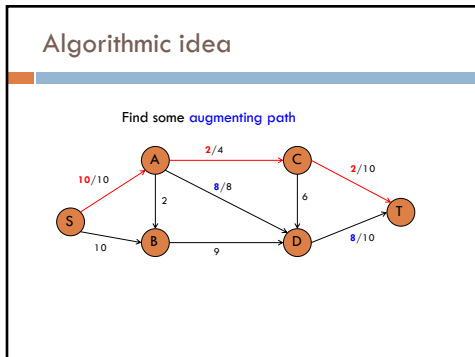 Algorithmic idea
Find some augmenting path
A
2/4
C
10/10
2
8/8
6
2/10
S
T
10
B
9
D
8/10